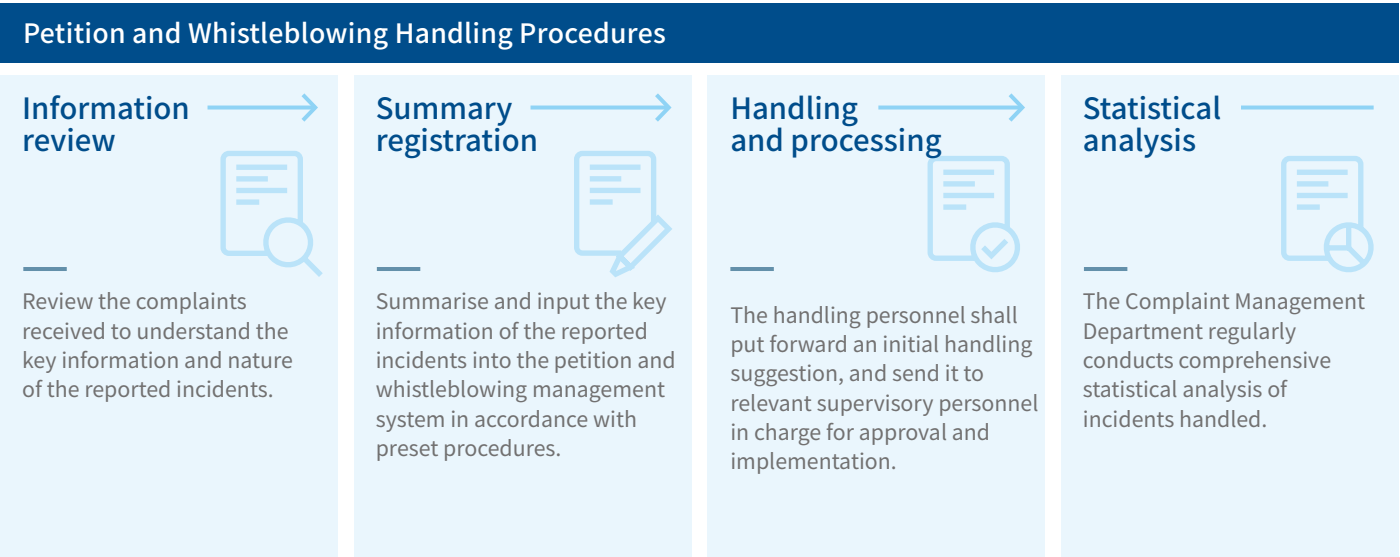 Petition and Whistleblowing Handling Procedures
Information
review
Review the complaints
received to understand the
key information and nature
of the reported incidents.
Summary
registration
Summarise and input the key
information of the reported
incidents into the petition and
whistleblowing management
system in accordance with
preset procedures.
Handling
and processing
The handling personnel shall
put forward an initial handling
suggestion, and send it to
relevant supervisory personnel
in charge for approval and
implementation.
Statistical
analysis
The Complaint Management
Department regularly
conducts comprehensive
statistical analysis of
incidents handled.